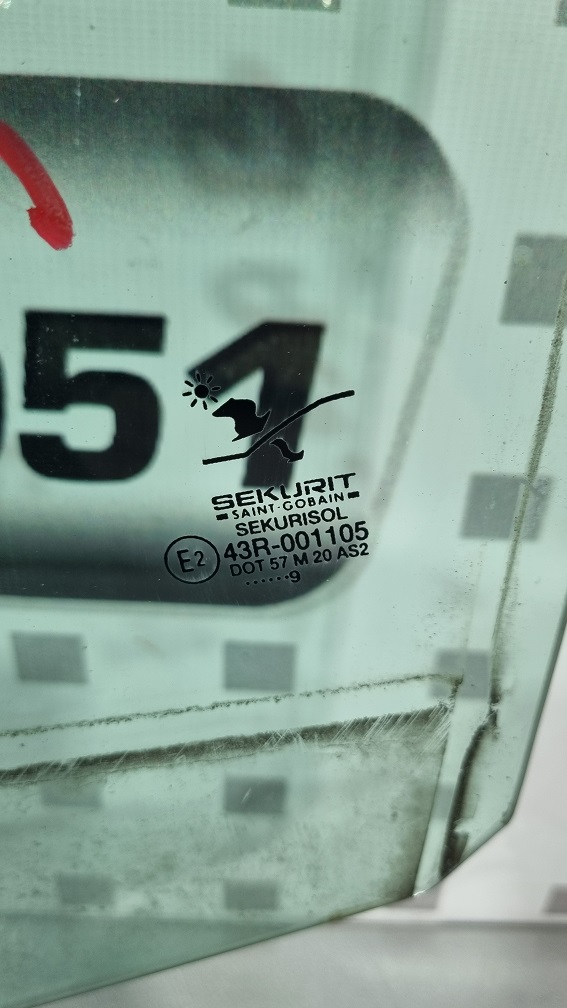 51
SEKURIT
SAINT-GOBAIN
SEKURISOL
E2 43R-001105
DOT 57 M 20 AS2
......9